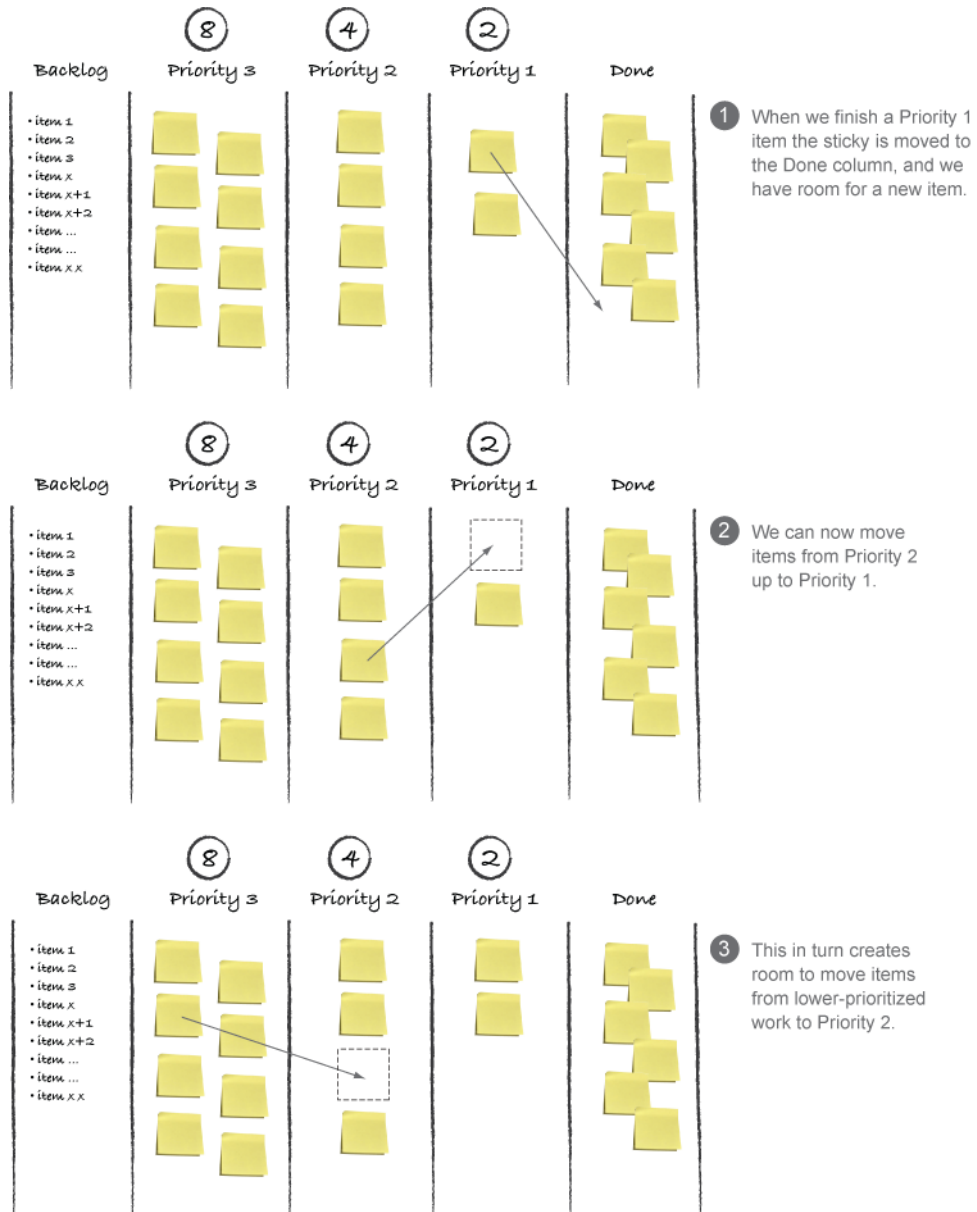 8 4 2
Backlog Priority 3 Priority 2 Priority 1 Done
• item 1
• item 2
• item 3
• item x
• item x+1
• item x+2
• item ...
• item ...
• item x x
1 When we finish a Priority 1
item the sticky is moved to
the Done column, and we
have room for a new item.
8 4 2
Backlog Priority 3 Priority 2 Priority 1 Done
• item 1
• item 2
• item 3
• item x
• item x+1
• item x+2
• item ...
• item ...
• item x x
2 We can now move
items from Priority 2
up to Priority 1.
8 4 2
Backlog Priority 3 Priority 2 Priority 1 Done
• item 1
• item 2
• item 3
• item x
• item x+1
• item x+2
• item ...
• item ...
• item x x
3 This in turn creates
room to move items
from lower-prioritized
work to Priority 2.